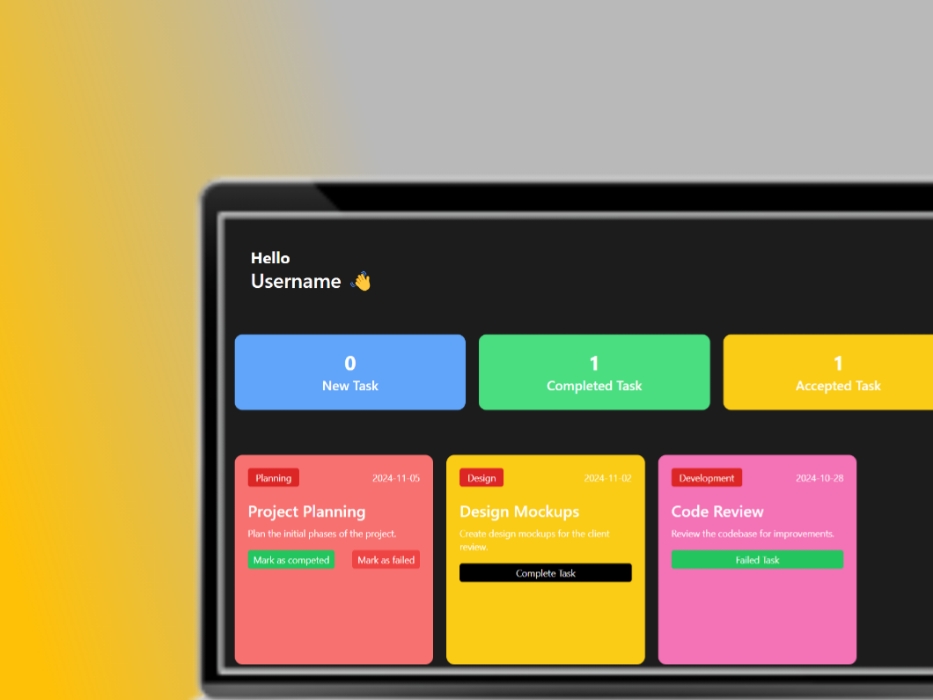 Hello
Username 👋
0
New Task
1
Completed Task
1
Accepted Task
Planning 2024-11-05
Project Planning
Plan the initial phases of the project.
Mark as competed Mark as failed
Design 2024-11-02
Design Mockups
Create design mockups for the client
review.
Complete Task
Development 2024-10-28
Code Review
Review the codebase for improvements.
Failed Task